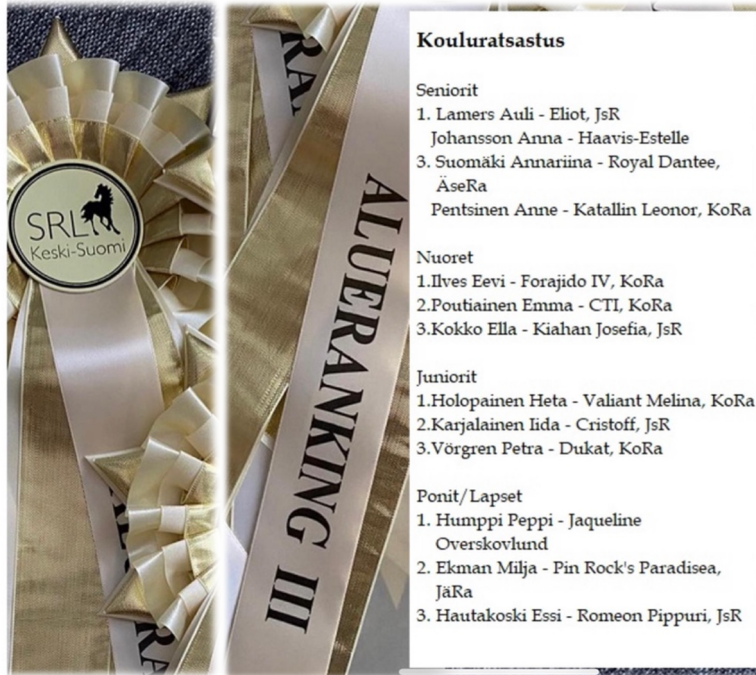 SRL
Keski-Suomi
ALUERANKING III
Kouluratsastus
Seniorit
1. Lamers Auli - Eliot, JsR
Johansson Anna - Haavis-Estelle
3. Suomäki Annariina - Royal Dantee,
ÄseRa
Pentsinen Anne - Katallin Leonor, KoRa
Nuoret
1.Ilves Eevi - Forajido IV, KoRa
2.Poutiainen Emma - CTI, KoRa
3.Kokko Ella - Kiahan Josefia, JsR
Juniorit
1.Holopainen Heta - Valiant Melina, KoRa
2.Karjalainen Iida - Cristoff, JsR
3.Vörgren Petra - Dukat, KoRa
Ponit/Lapset
1. Humppi Peppi - Jaqueline
Overskovlund
2. Ekman Milja - Pin Rock's Paradisea,
JäRa
3. Hautakoski Essi - Romeon Pippuri, JsR